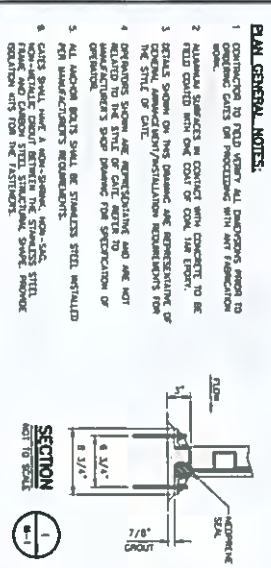 PLAN GENERAL NOTES:
1 CONTRACTOR TO FIELD VERIFY ALL DIMENSIONS PRIOR TO
ORDERING GATES OR PROCEEDING WITH ANY FABRICATION
WORK.
2 ALUMINUM SURFACES IN CONTACT WITH CONCRETE TO BE
FIELD COATED WITH ONE COAT OF COAL TAR EPOXY.
3 DETAILS SHOWN ON THIS DRAWING ARE REPRESENTATIVE OF
GENERAL ARRANGEMENT/INSTALLATION REQUIREMENTS FOR
THE STYLE OF GATE.
4 OPERATORS SHOWN ARE REPRESENTATIVE AND ARE NOT
RELATED TO THE STYLE OF GATE. REFER TO
MANUFACTURER'S SHOP DRAWING FOR SPECIFICATION OF
OPERATOR.
5. ALL ANCHOR BOLTS SHALL BE STAINLESS STEEL INSTALLED
PER MANUFACTURER'S REQUIREMENTS.
6. GATES SHALL HAVE A NON-SHRINK, NON-SAG,
NON-METALLIC GROUT BETWEEN THE STAINLESS STEEL
FRAME AND CARBON STEEL STRUCTURAL SHAPE. PROVIDE
ISOLATION KITS FOR THE FASTENERS.
FLOW
NEOPRENE
SEAL
3"
6 3/4"
8 3/4"
7/8"
GROUT
SECTION
NOT TO SCALE
1